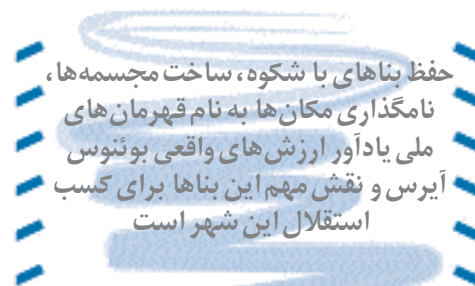 حفظ بناهای با شکوه، ساخت مجسمه‌ها،
نامگذاری مکان‌ها به نام قهرمان‌های
ملی یادآور ارزش‌های واقعی بوئنوس
آیرس و نقش مهم این بناها برای کسب
استقلال این شهر است